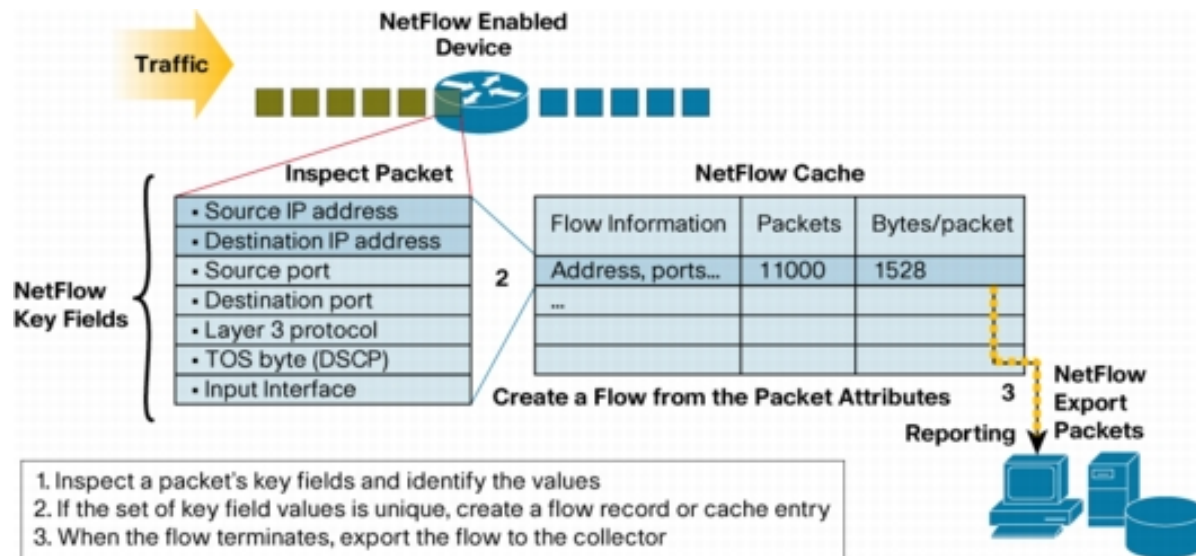 NetFlow Enabled
Device
Traffic
Inspect Packet
NetFlow Cache
NetFlow
Key Fields
• Source IP address
• Destination IP address
• Source port
• Destination port
• Layer 3 protocol
• TOS byte (DSCP)
• Input Interface
2
Flow Information Packets Bytes/packet
Address, ports... 11000 1528
...
Create a Flow from the Packet Attributes
3
NetFlow
Export
Packets
Reporting
1. Inspect a packet's key fields and identify the values
2. If the set of key field values is unique, create a flow record or cache entry
3. When the flow terminates, export the flow to the collector